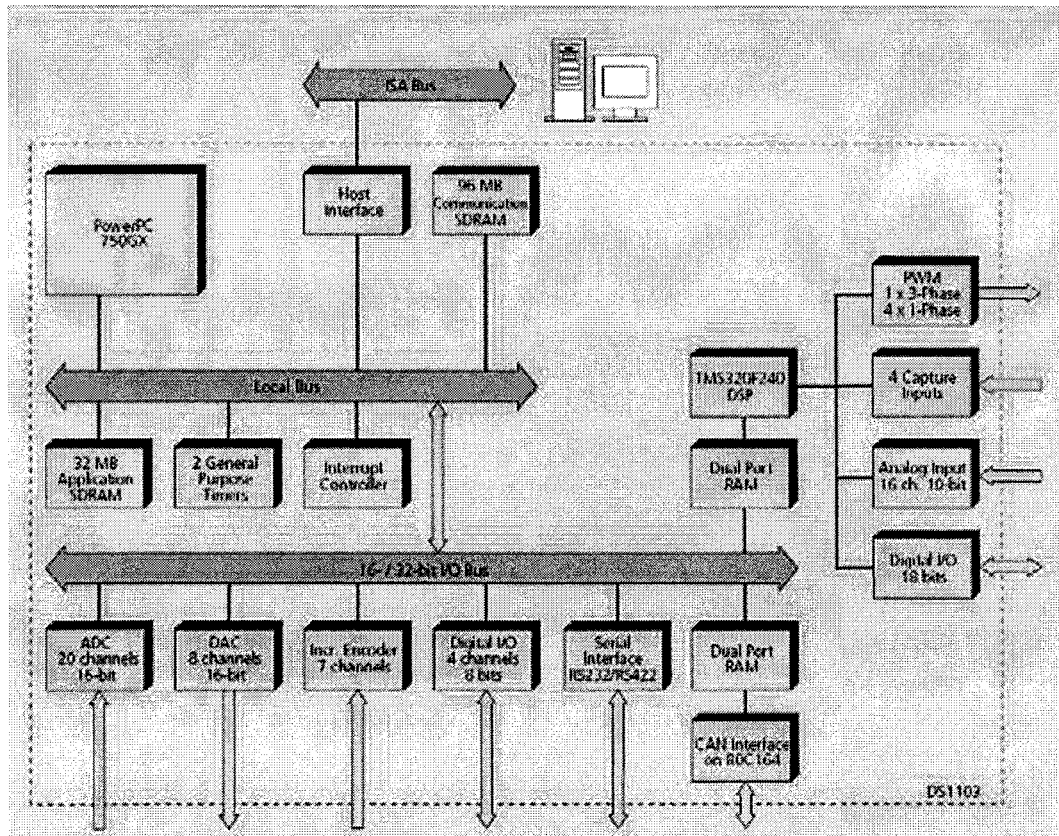 ISA Bus
PowerPC
750GX
Host
Interface
96 MB
Communication
SDRAM
PWM
1 x 3-Phase
4 x 1-Phase
Local Bus
TMS320F240
DSP
4 Capture
Inputs
32 MB
Application
SDRAM
2 General
Purpose
Timers
Interrupt
Controller
Dual Port
RAM
Analog Input
16 ch. 10-bit
16- / 32-bit I/O Bus
Digital I/O
18 bits
ADC
20 channels
16-bit
DAC
8 channels
16-bit
Incr. Encoder
7 channels
Digital I/O
4 channels
8 bits
Serial
Interface
RS232/RS422
Dual Port
RAM
CAN Interface
on 80C164
DS1103